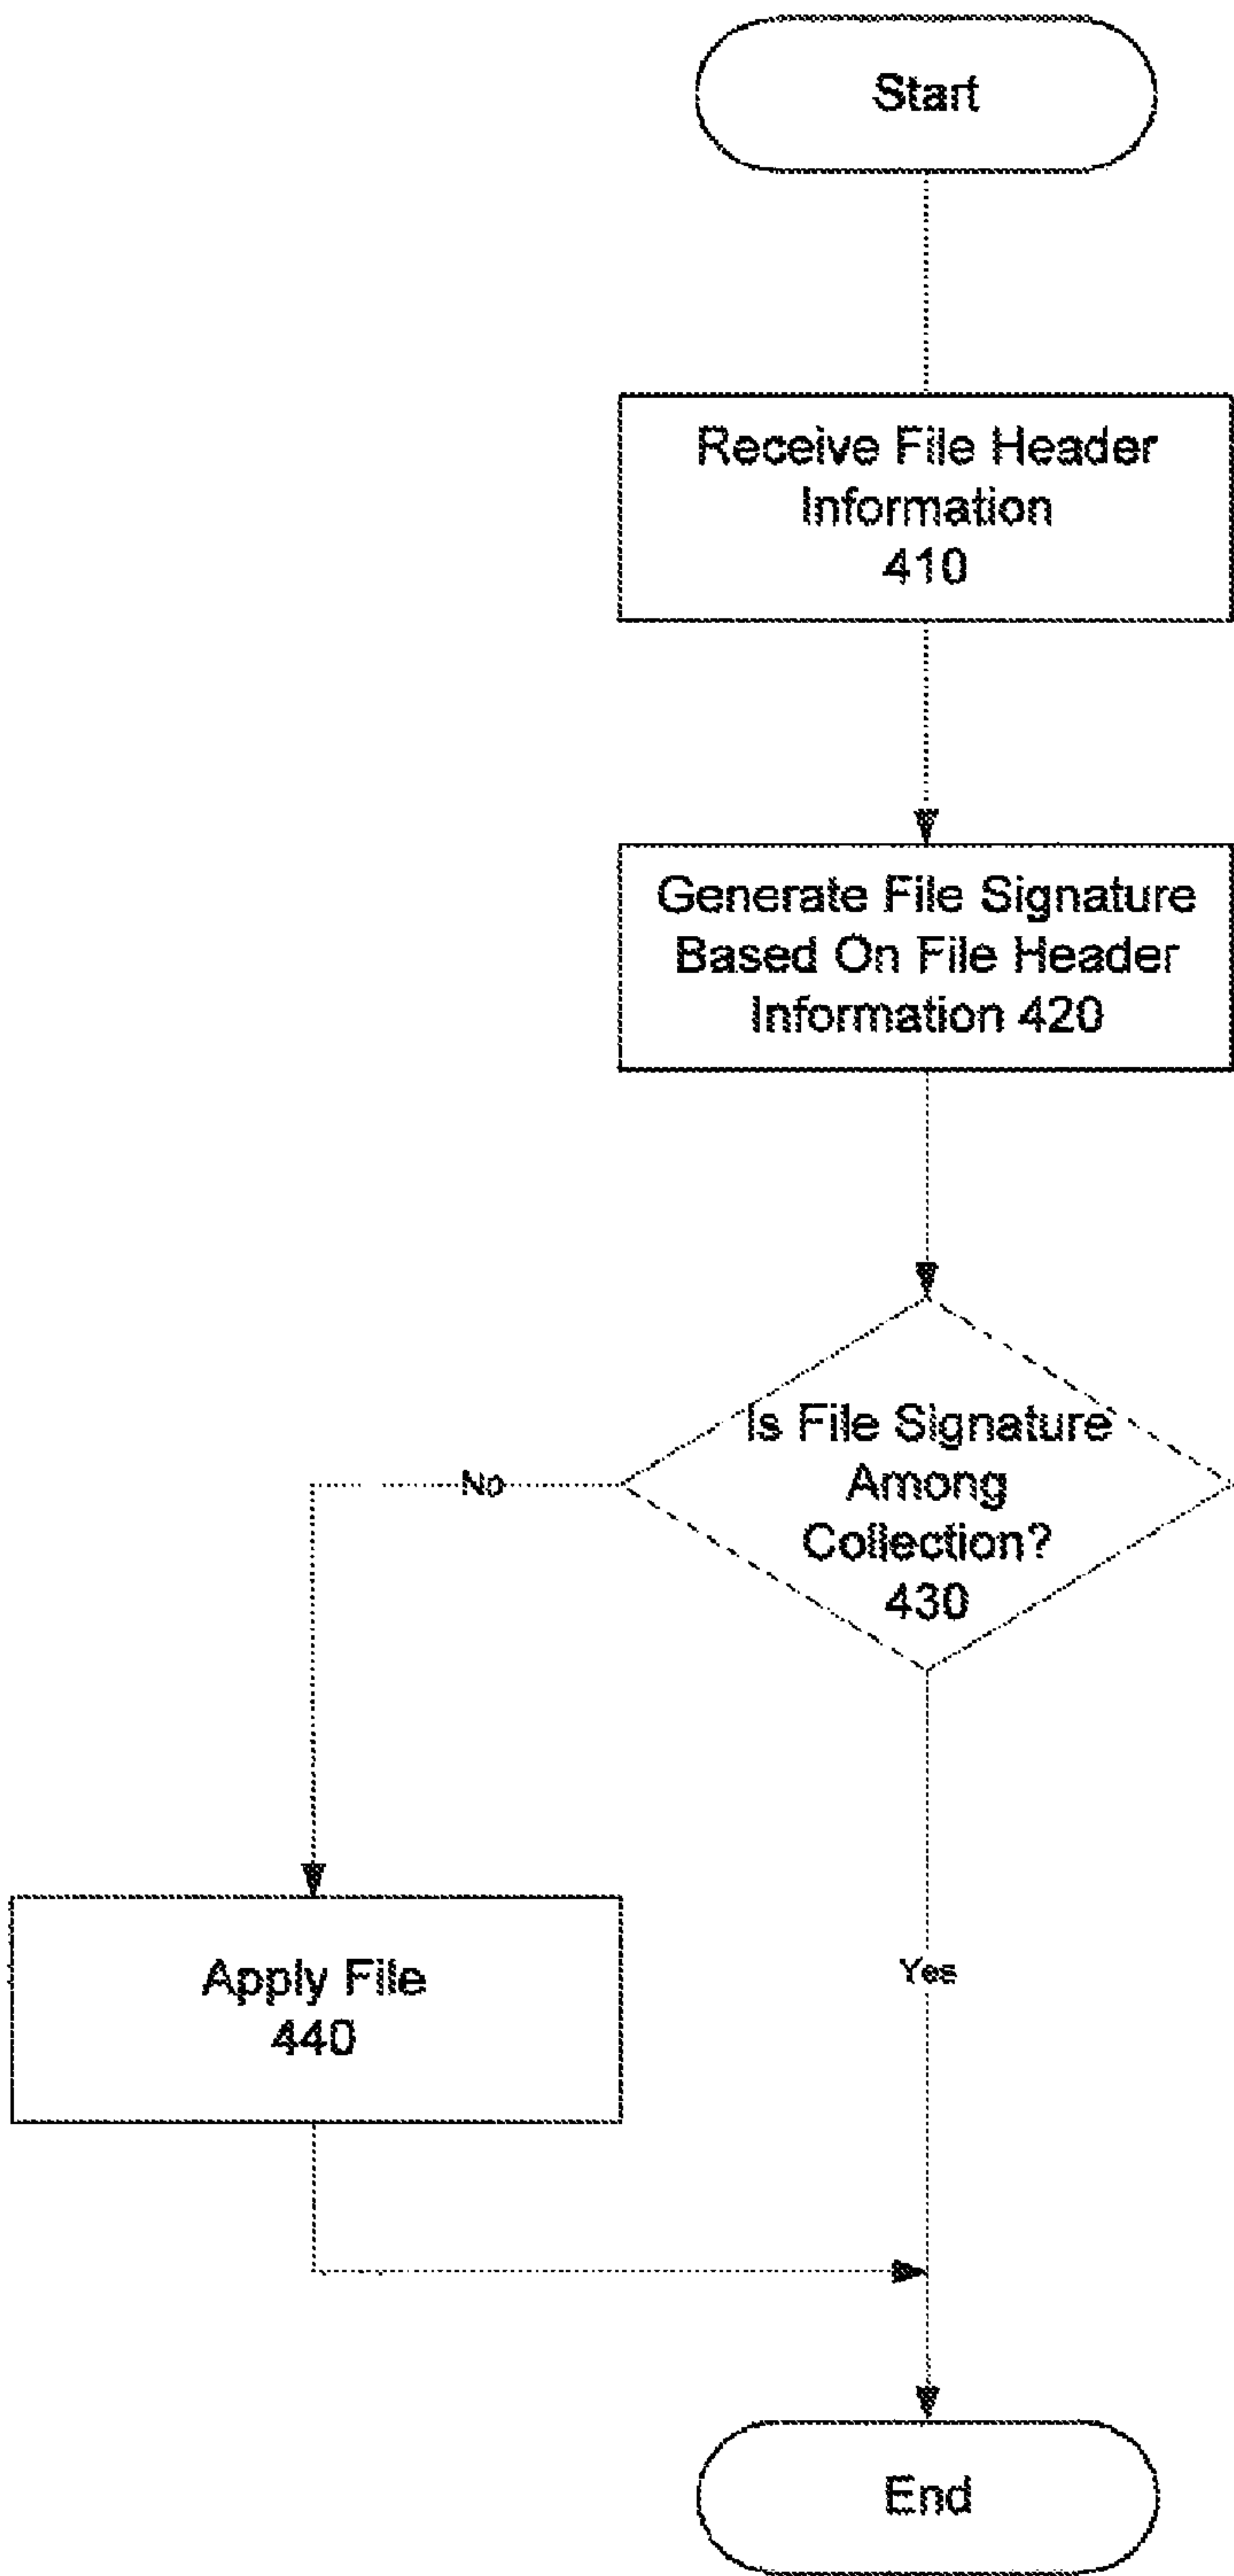 Start
Receive File Header
Information
410
Generate File Signature
Based On File Header
Information 420
Is File Signature
Among
Collection?
430
No
Apply File
440
Yes
End